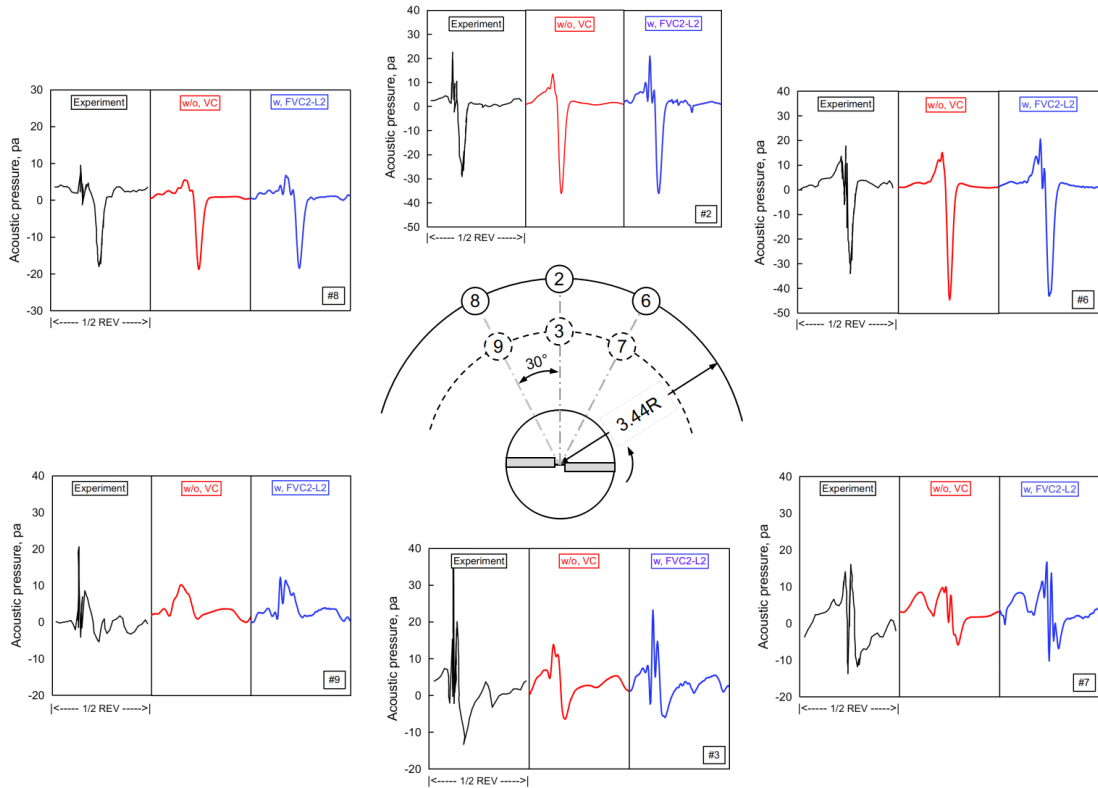 40
30
20
10
0
-10
-20
-30
-40
-50
Acoustic pressure, pa
Experiment
w/o, VC
w, FVC2-L2
#2
|<----- 1/2 REV ----->|
30
20
10
0
-10
-20
-30
Acoustic pressure, pa
Experiment
w/o, VC
w, FVC2-L2
#8
|<----- 1/2 REV ----->|
40
30
20
10
0
-10
-20
-30
-40
-50
Acoustic pressure, pa
Experiment
w/o, VC
w, FVC2-L2
#6
|<----- 1/2 REV ----->|
8
2
6
9
3
7
30°
3.44R
40
30
20
10
0
-10
-20
Acoustic pressure, pa
Experiment
w/o, VC
w, FVC2-L2
#9
|<----- 1/2 REV ----->|
40
30
20
10
0
-10
-20
Acoustic pressure, pa
Experiment
w/o, VC
w, FVC2-L2
#3
|<----- 1/2 REV ----->|
40
30
20
10
0
-10
-20
Acoustic pressure, pa
Experiment
w/o, VC
w, FVC2-L2
#7
|<----- 1/2 REV ----->|